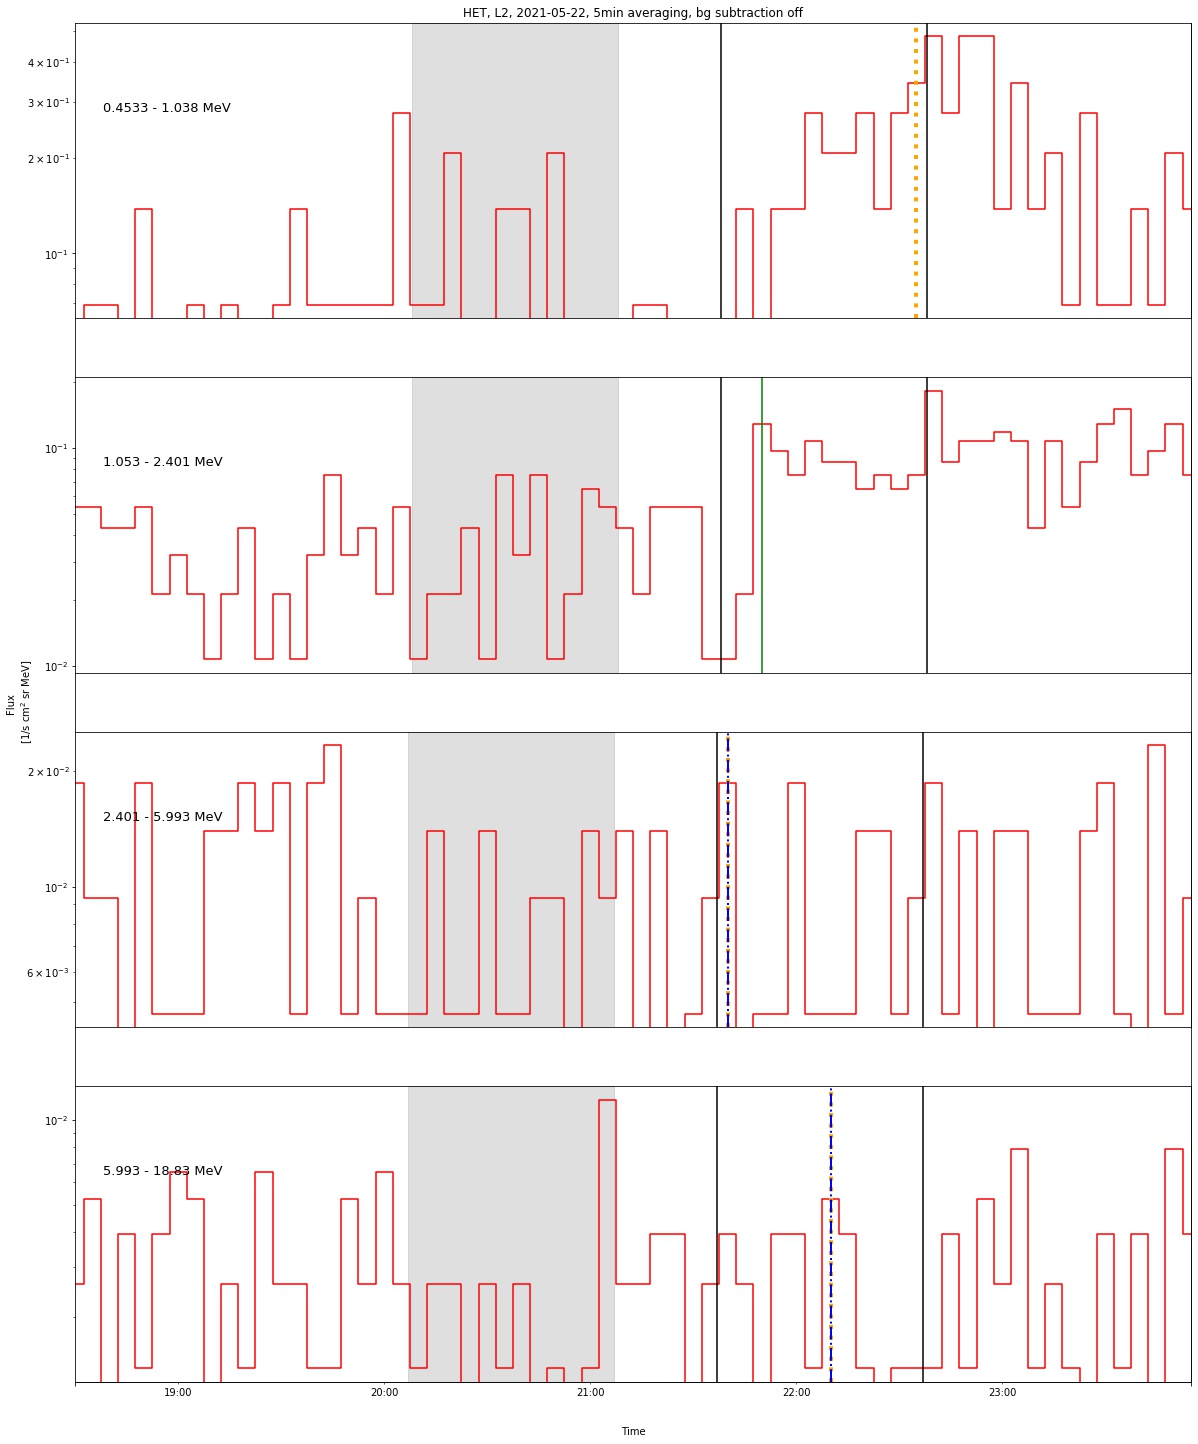 HET, L2, 2021-05-22, 5min averaging, bg subtraction off
4 × 10⁻¹
3 × 10⁻¹
0.4533 - 1.038 MeV
2 × 10⁻¹
10⁻¹
10⁻¹
1.053 - 2.401 MeV
10⁻²
Flux
[1/s cm² sr MeV]
2 × 10⁻²
2.401 - 5.993 MeV
10⁻²
6 × 10⁻³
10⁻²
5.993 - 18.83 MeV
19:00 20:00 21:00 22:00 23:00
Time